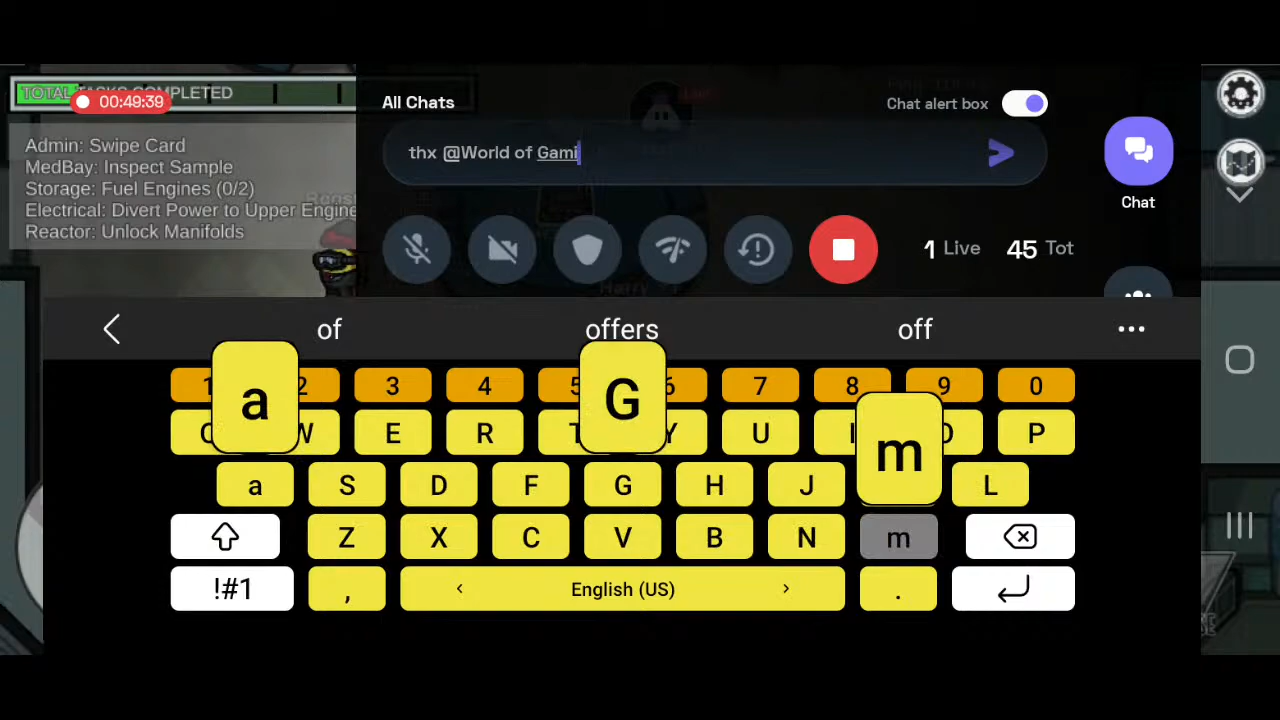 TOTAL TASKS COMPLETED
00:49:39
Admin: Swipe Card
MedBay: Inspect Sample
Storage: Fuel Engines (0/2)
Electrical: Divert Power to Upper Engine
Reactor: Unlock Manifolds
All Chats
Chat alert box
thx @World of Gami
Chat
1 Live 45 Tot
Harry
of offers off
a G m
1 2 3 4 5 6 7 8 9 0
Q W E R T Y U I O P
a S D F G H J L
Z X C V B N m
!#1 , < English (US) > .